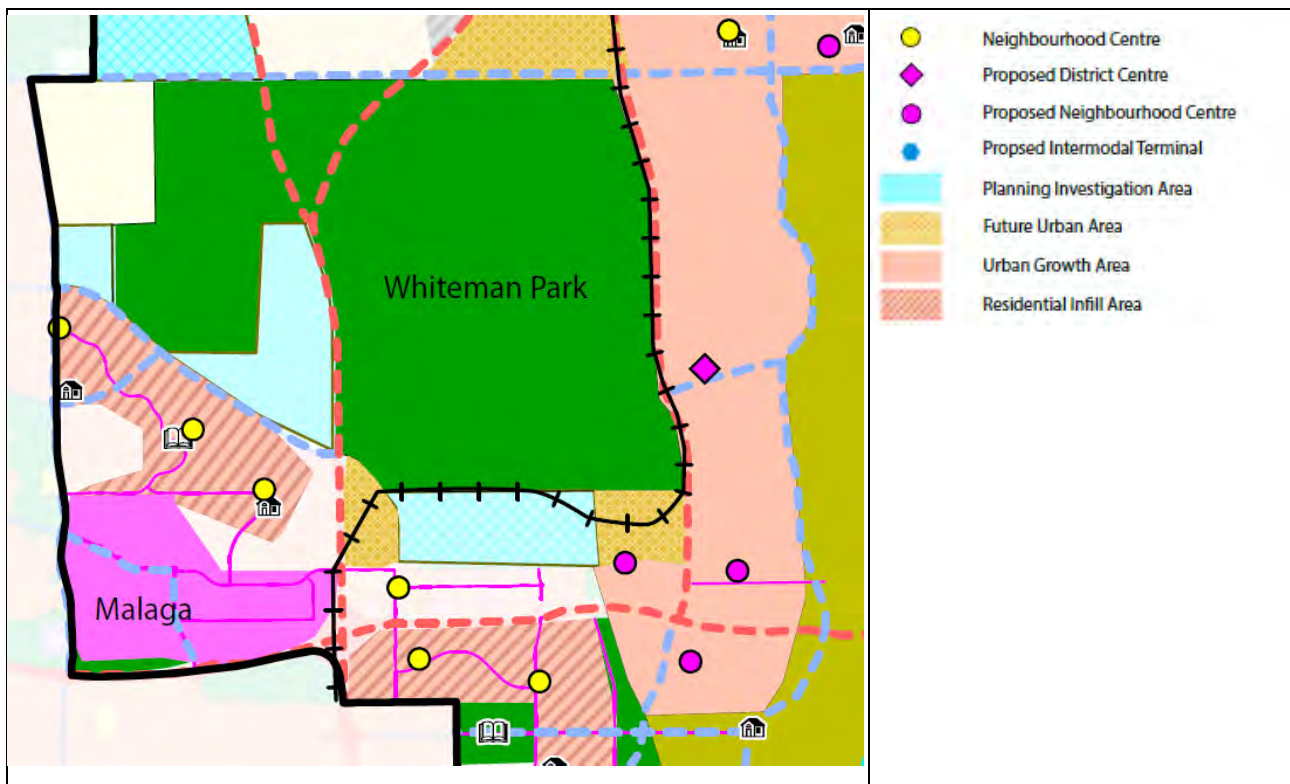 Whiteman Park
Malaga
Neighbourhood Centre
Proposed District Centre
Proposed Neighbourhood Centre
Propsed Intermodal Terminal
Planning Investigation Area
Future Urban Area
Urban Growth Area
Residential Infill Area